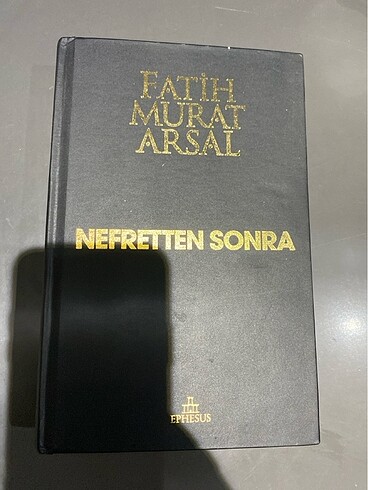 FATİH
MURAT
ARSAL
NEFRETTEN SONRA
EPHESUS